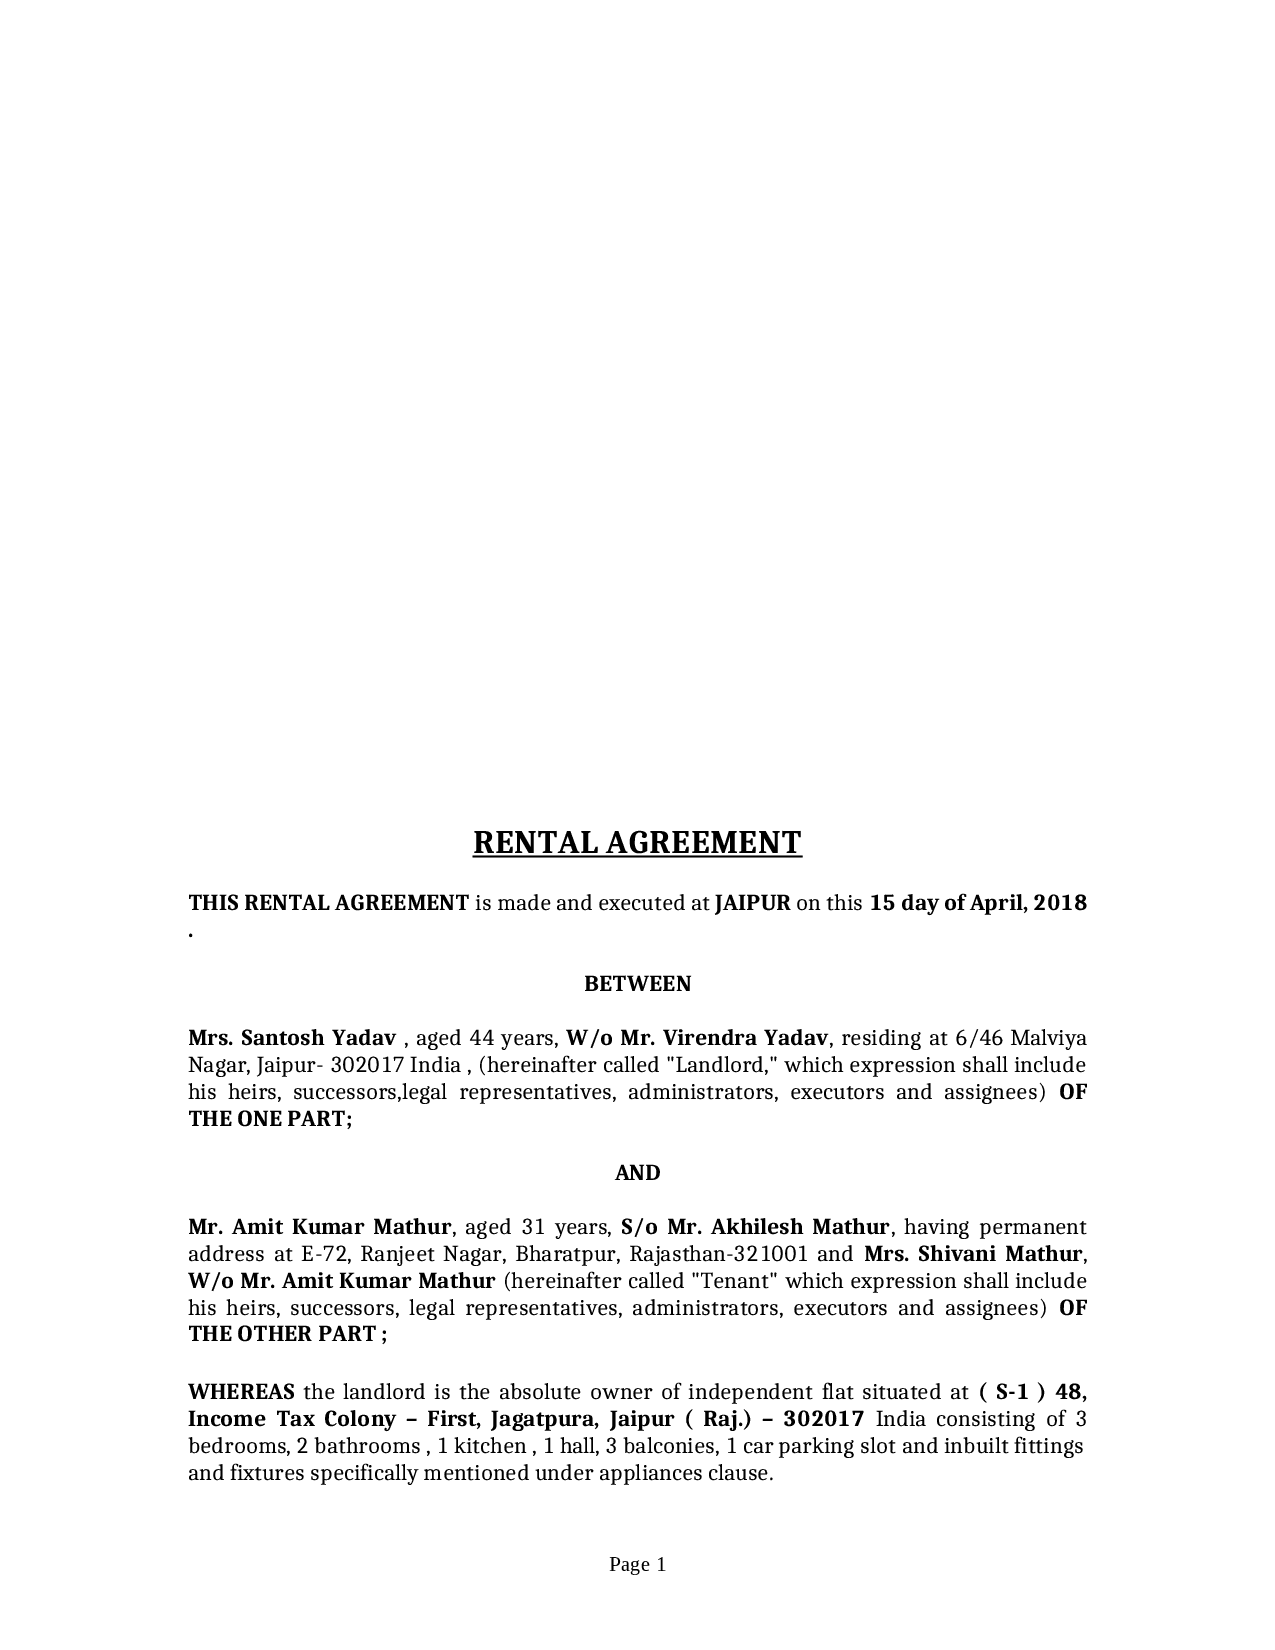 RENTAL AGREEMENT
THIS RENTAL AGREEMENT is made and executed at JAIPUR on this 15 day of April, 2018
.
BETWEEN
Mrs. Santosh Yadav , aged 44 years, W/o Mr. Virendra Yadav, residing at 6/46 Malviya
Nagar, Jaipur- 302017 India , (hereinafter called "Landlord," which expression shall include
his heirs, successors,legal representatives, administrators, executors and assignees) OF
THE ONE PART;
AND
Mr. Amit Kumar Mathur, aged 31 years, S/o Mr. Akhilesh Mathur, having permanent
address at E-72, Ranjeet Nagar, Bharatpur, Rajasthan-321001 and Mrs. Shivani Mathur,
W/o Mr. Amit Kumar Mathur (hereinafter called "Tenant" which expression shall include
his heirs, successors, legal representatives, administrators, executors and assignees) OF
THE OTHER PART ;
WHEREAS the landlord is the absolute owner of independent flat situated at ( S-1 ) 48,
Income Tax Colony – First, Jagatpura, Jaipur ( Raj.) – 302017 India consisting of 3
bedrooms, 2 bathrooms , 1 kitchen , 1 hall, 3 balconies, 1 car parking slot and inbuilt fittings
and fixtures specifically mentioned under appliances clause.
Page 1